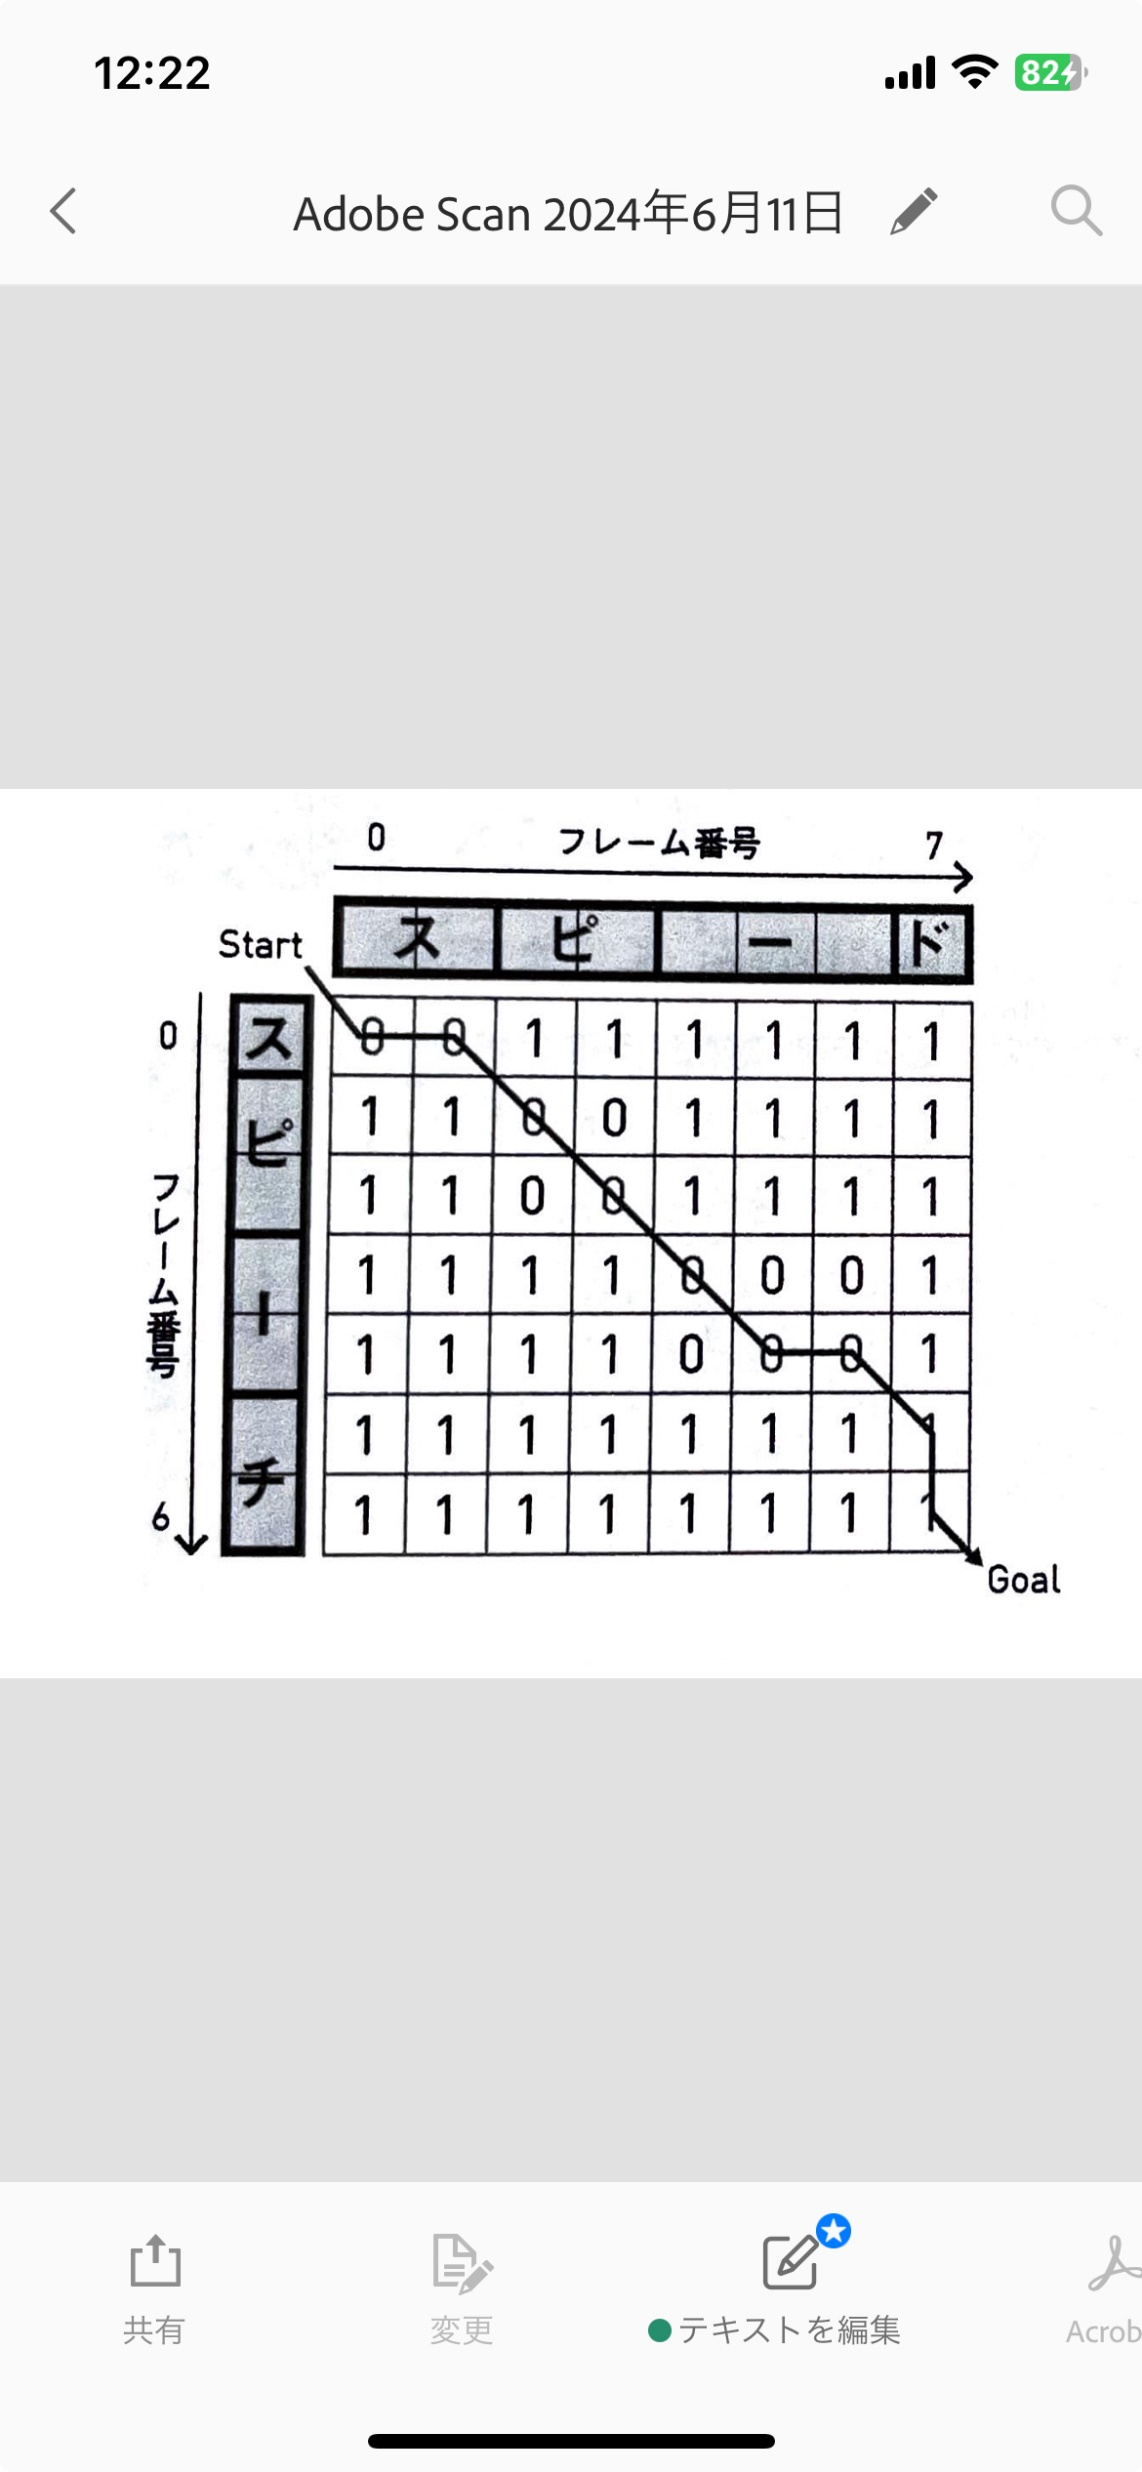 12:22
82
Adobe Scan 2024年6月11日
0 フレーム番号 7
Start
ス ピ ー ド
0 ス 0 0 1 1 1 1 1 1
ピ 1 1 0 0 1 1 1 1
1 1 0 0 1 1 1 1
フレーム番号
ー 1 1 1 1 0 0 0 1
1 1 1 1 0 0 0 1
チ 1 1 1 1 1 1 1 1
6 1 1 1 1 1 1 1 1
Goal
共有
変更
テキストを編集
Acrob